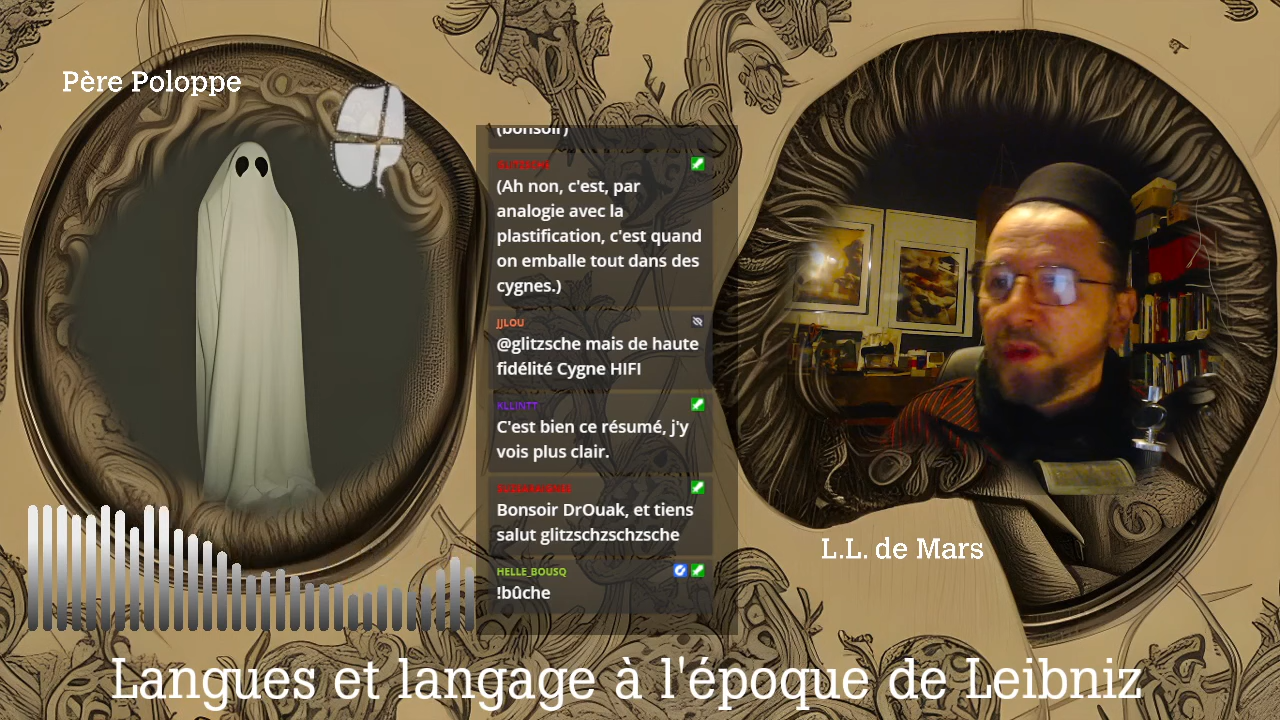 Père Poloppe
(bonsoir)
GLITZSCHE
(Ah non, c'est, par
analogie avec la
plastification, c'est quand
on emballe tout dans des
cygnes.)
JJLOU
@glitzsche mais de haute
fidélité Cygne HIFI
KLLINTT
C'est bien ce résumé, j'y
vois plus clair.
Bonsoir DrOuak, et tiens
salut glitzschzschzsche
HELLE_BOUSQ
!bûche
L.L. de Mars
Langues et langage à l'époque de Leibniz